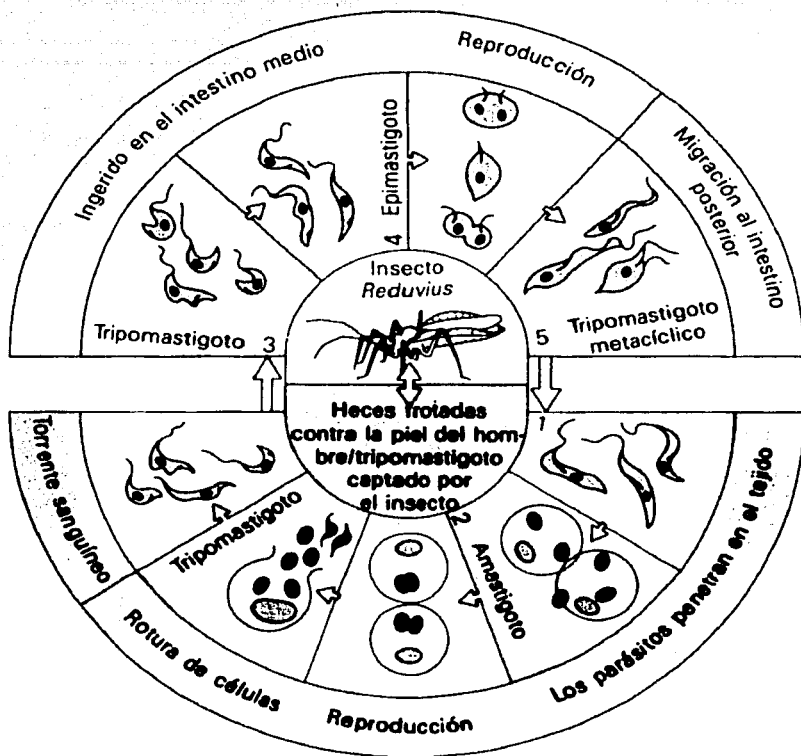 Ingerido en el intestino medio
Reproducción
Migración al intestino
posterior
Epimastigoto
4
Insecto
Reduvius
Tripomastigoto
3
5
Tripomastigoto
metacíclico
Heces frotadas
contra la piel del hom-
bre/tripomastigoto
captado por
el insecto
1
2
Torrente sanguíneo
Tripomastigoto
Amastigoto
Rotura de células
Reproducción
Los parásitos penetran en el tejido